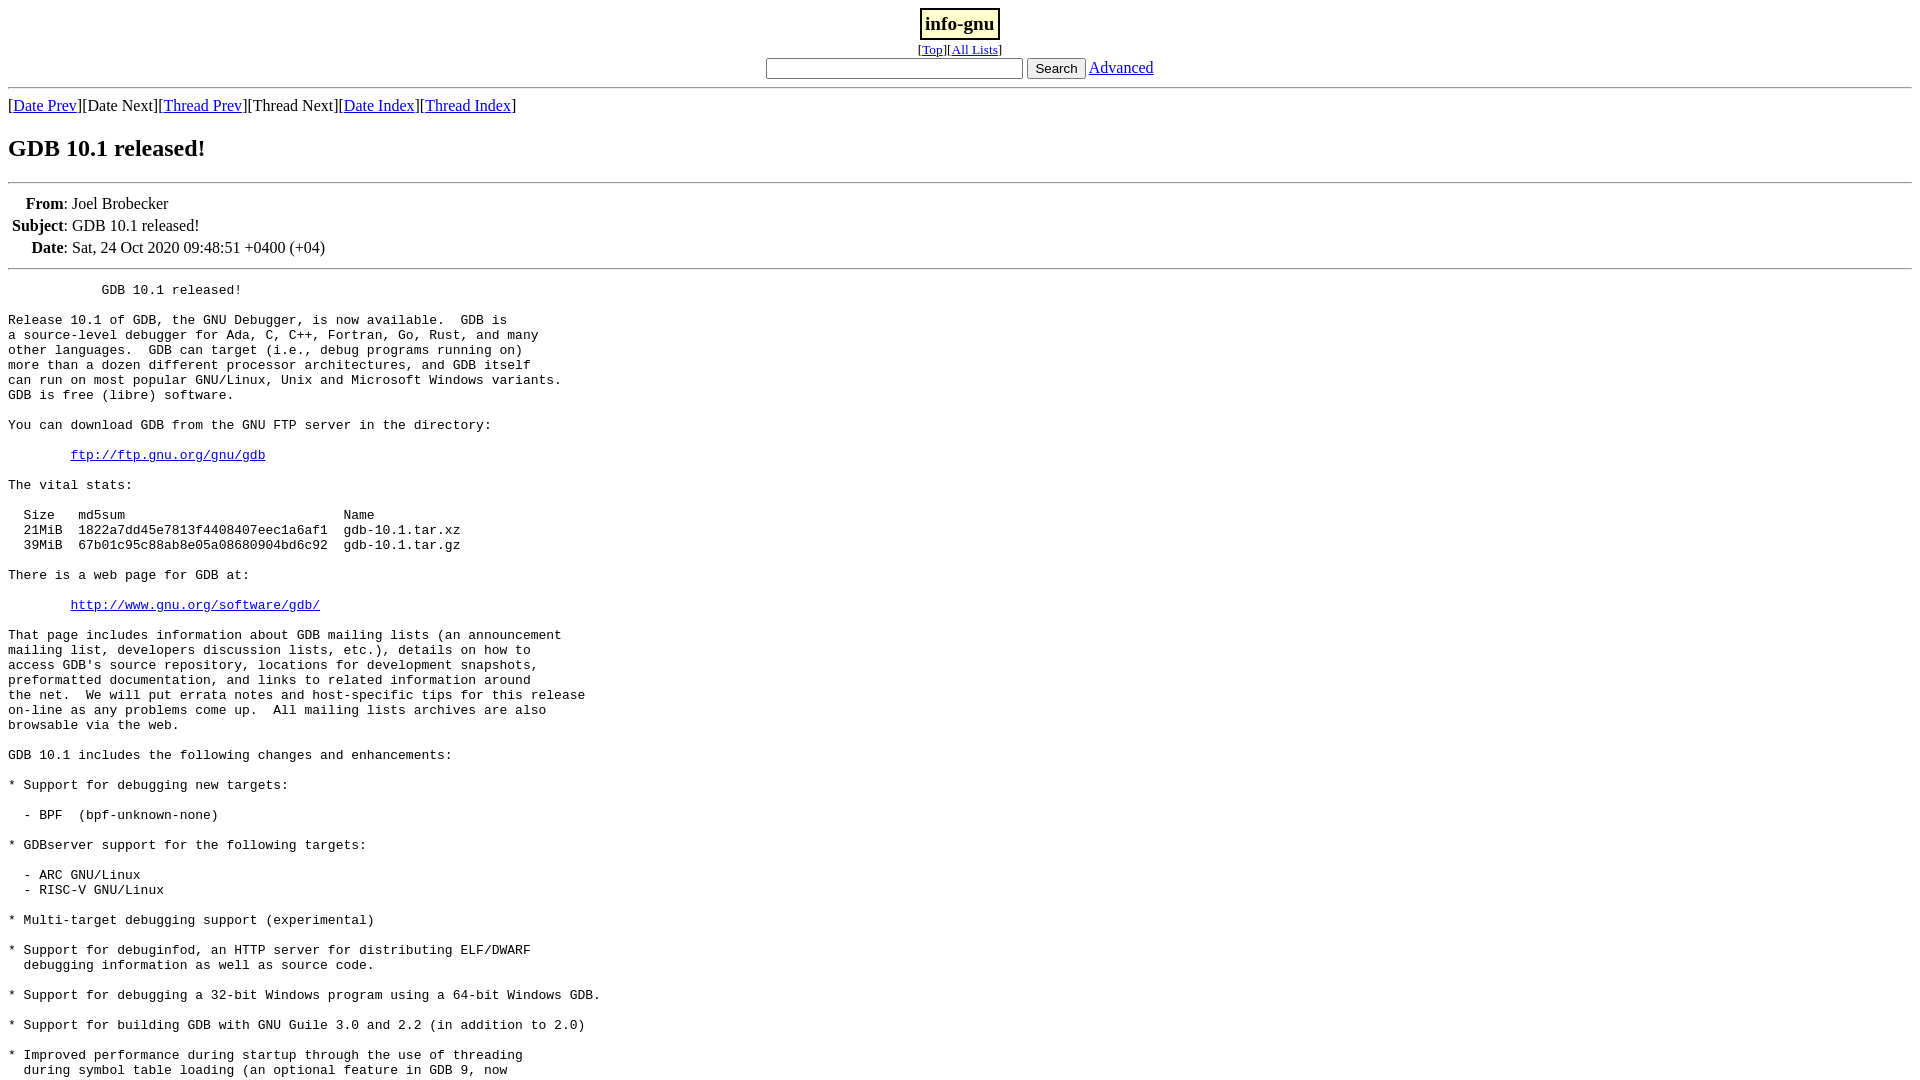 info-gnu
[Top][All Lists]
Search Advanced
[Date Prev][Date Next][Thread Prev][Thread Next][Date Index][Thread Index]
GDB 10.1 released!
From: Joel Brobecker
Subject: GDB 10.1 released!
Date: Sat, 24 Oct 2020 09:48:51 +0400 (+04)
GDB 10.1 released!
Release 10.1 of GDB, the GNU Debugger, is now available.  GDB is
a source-level debugger for Ada, C, C++, Fortran, Go, Rust, and many
other languages.  GDB can target (i.e., debug programs running on)
more than a dozen different processor architectures, and GDB itself
can run on most popular GNU/Linux, Unix and Microsoft Windows variants.
GDB is free (libre) software.
You can download GDB from the GNU FTP server in the directory:
ftp://ftp.gnu.org/gnu/gdb
The vital stats:
Size   md5sum                            Name
21MiB  1822a7dd45e7813f4408407eec1a6af1  gdb-10.1.tar.xz
39MiB  67b01c95c88ab8e05a08680904bd6c92  gdb-10.1.tar.gz
There is a web page for GDB at:
http://www.gnu.org/software/gdb/
That page includes information about GDB mailing lists (an announcement
mailing list, developers discussion lists, etc.), details on how to
access GDB's source repository, locations for development snapshots,
preformatted documentation, and links to related information around
the net.  We will put errata notes and host-specific tips for this release
on-line as any problems come up.  All mailing lists archives are also
browsable via the web.
GDB 10.1 includes the following changes and enhancements:
* Support for debugging new targets:
- BPF  (bpf-unknown-none)
* GDBserver support for the following targets:
- ARC GNU/Linux
- RISC-V GNU/Linux
* Multi-target debugging support (experimental)
* Support for debuginfod, an HTTP server for distributing ELF/DWARF
debugging information as well as source code.
* Support for debugging a 32-bit Windows program using a 64-bit Windows GDB.
* Support for building GDB with GNU Guile 3.0 and 2.2 (in addition to 2.0)
* Improved performance during startup through the use of threading
during symbol table loading (an optional feature in GDB 9, now